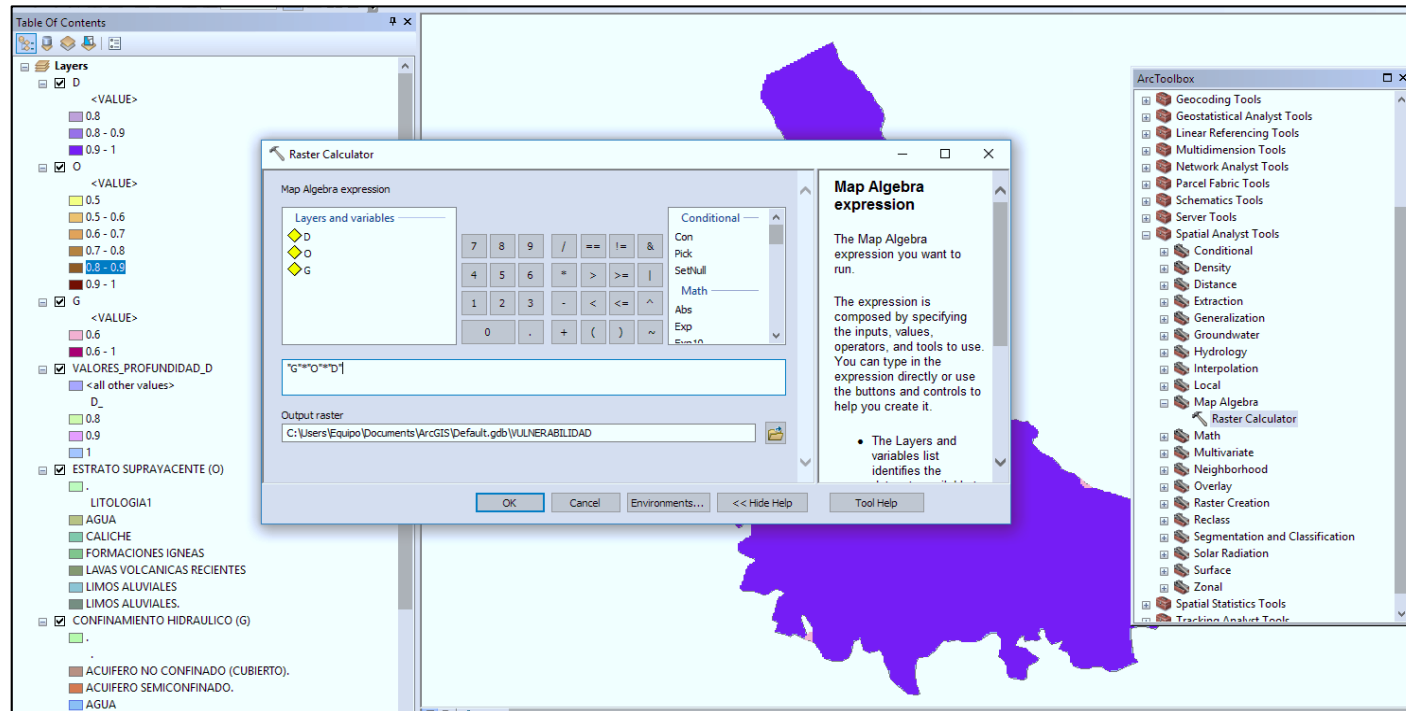 Table Of Contents
Layers
D
<VALUE>
0.8
0.8 - 0.9
0.9 - 1
O
<VALUE>
0.5
0.5 - 0.6
0.6 - 0.7
0.7 - 0.8
0.8 - 0.9
0.9 - 1
G
<VALUE>
0.6
0.6 - 1
VALORES_PROFUNDIDAD_D
<all other values>
D_
0.8
0.9
1
ESTRATO SUPRAYACENTE (O)
.
LITOLOGIA1
AGUA
CALICHE
FORMACIONES IGNEAS
LAVAS VOLCANICAS RECIENTES
LIMOS ALUVIALES
LIMOS ALUVIALES.
CONFINAMIENTO HIDRAULICO (G)
.
.
ACUIFERO NO CONFINADO (CUBIERTO).
ACUIFERO SEMICONFINADO.
AGUA
Raster Calculator
Map Algebra expression
Layers and variables
D
O
G
7 8 9 / == != &
4 5 6 * > >= |
1 2 3 - < <= ^
0 . + ( ) ~
Conditional
Con
Pick
SetNull
Math
Abs
Exp
Exp10
"G"*"O"*"D"
Output raster
C:\Users\Equipo\Documents\ArcGIS\Default.gdb\VULNERABILIDAD
OK
Cancel
Environments...
<< Hide Help
Tool Help
Map Algebra
expression
The Map Algebra
expression you want to
run.
The expression is
composed by specifying
the inputs, values,
operators, and tools to use.
You can type in the
expression directly or use
the buttons and controls to
help you create it.
• The Layers and
variables list
identifies the
ArcToolbox
Geocoding Tools
Geostatistical Analyst Tools
Linear Referencing Tools
Multidimension Tools
Network Analyst Tools
Parcel Fabric Tools
Schematics Tools
Server Tools
Spatial Analyst Tools
Conditional
Density
Distance
Extraction
Generalization
Groundwater
Hydrology
Interpolation
Local
Map Algebra
Raster Calculator
Math
Multivariate
Neighborhood
Overlay
Raster Creation
Reclass
Segmentation and Classification
Solar Radiation
Surface
Zonal
Spatial Statistics Tools
Tracking Analyst Tools